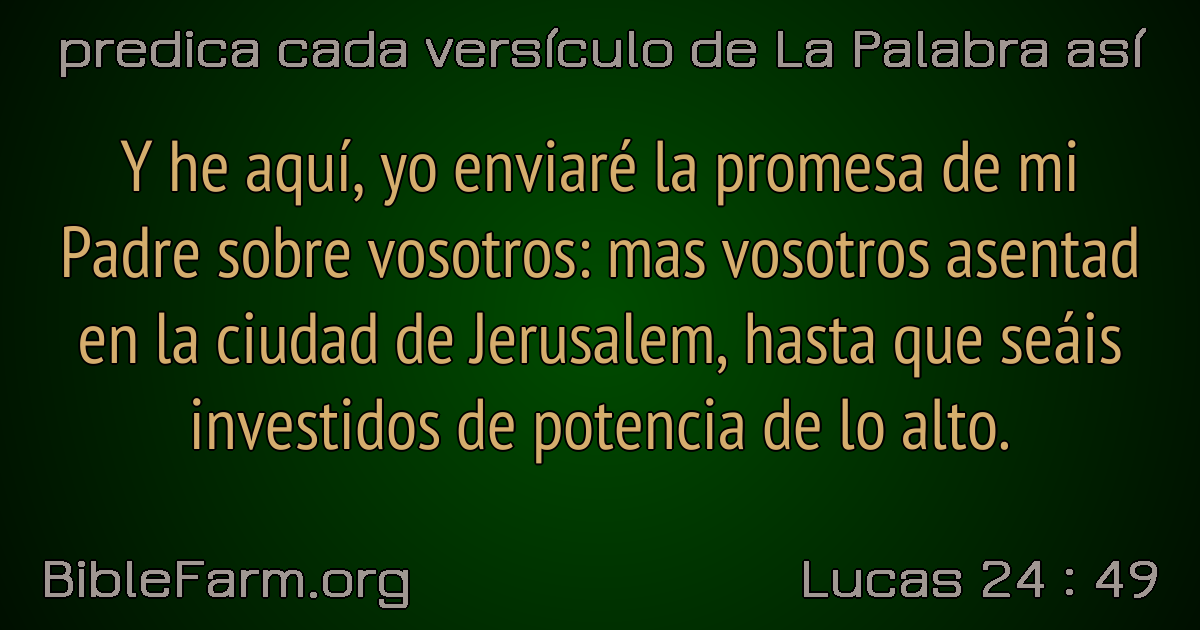 predica cada versículo de La Palabra así
Y he aquí, yo enviaré la promesa de mi
Padre sobre vosotros: mas vosotros asentad
en la ciudad de Jerusalem, hasta que seáis
investidos de potencia de lo alto.
BibleFarm.org
Lucas 24 : 49